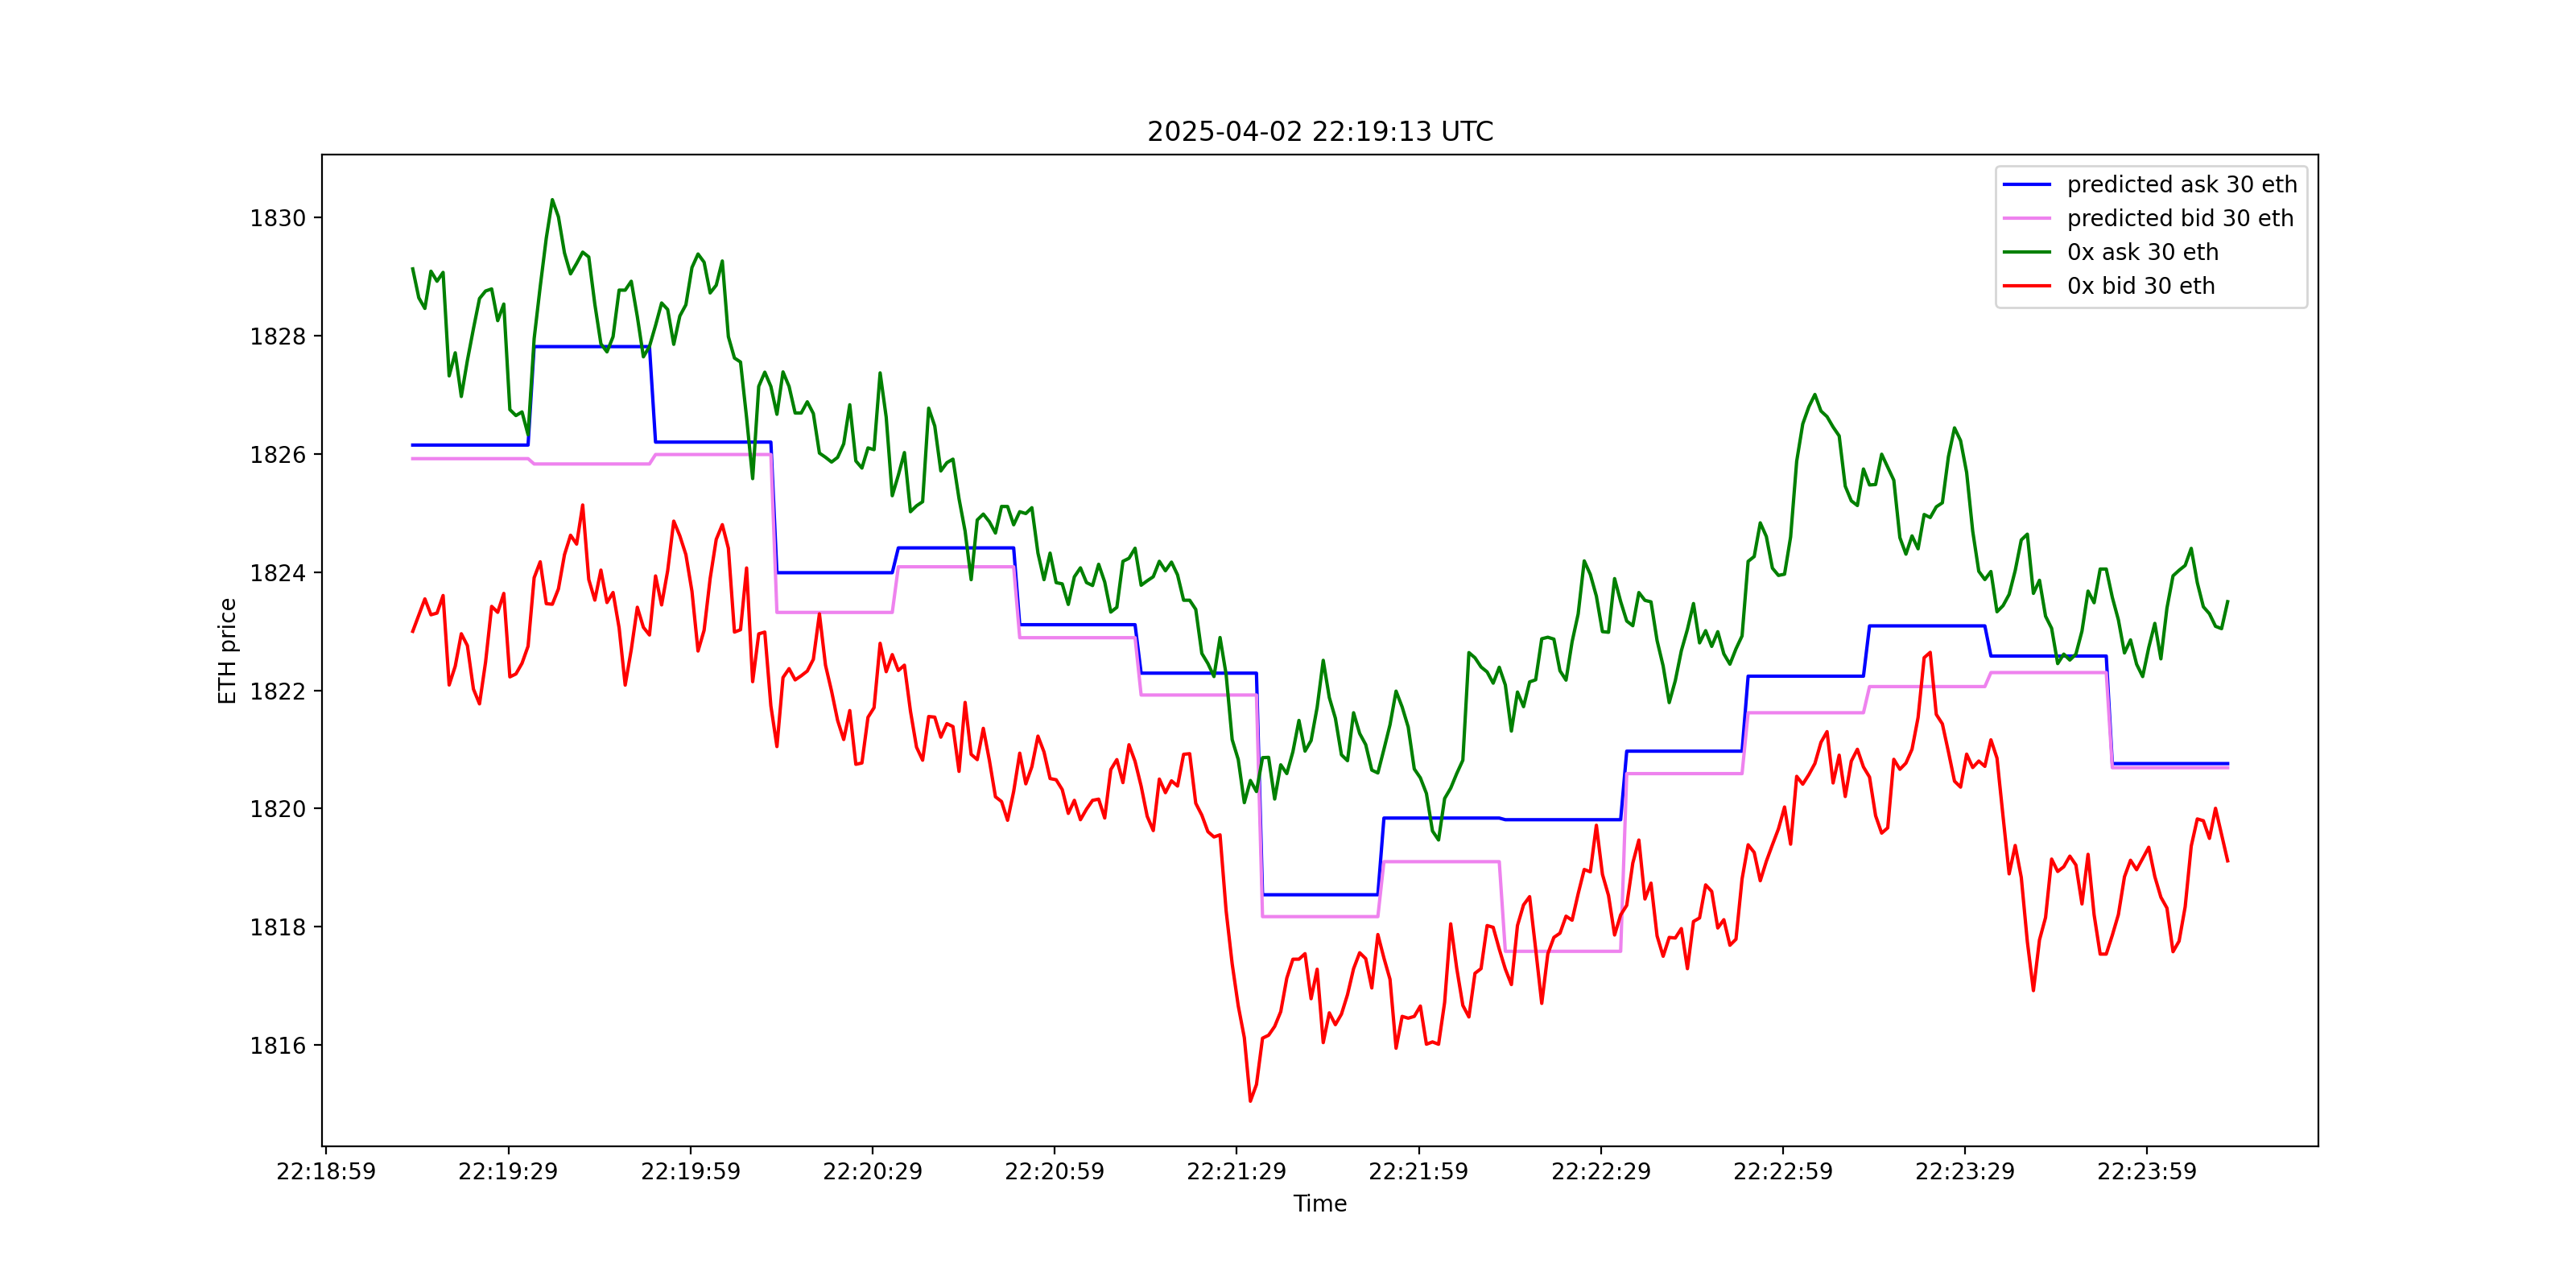 2025-04-02 22:19:13 UTC
predicted ask 30 eth
predicted bid 30 eth
0x ask 30 eth
0x bid 30 eth
1830
1828
1826
1824
1822
1820
1818
1816
ETH price
22:18:59 22:19:29 22:19:59 22:20:29 22:20:59 22:21:29 22:21:59 22:22:29 22:22:59 22:23:29 22:23:59
Time